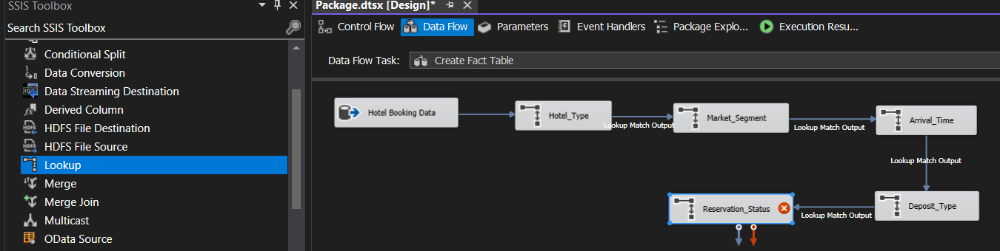 SSIS Toolbox
Search SSIS Toolbox
Conditional Split
Data Conversion
Data Streaming Destination
Derived Column
HDFS File Destination
HDFS File Source
Lookup
Merge
Merge Join
Multicast
OData Source
Package.dtsx [Design]*
Control Flow Data Flow Parameters Event Handlers Package Explo... Execution Resu...
Data Flow Task: Create Fact Table
Hotel Booking Data
Hotel_Type
Lookup Match Output
Market_Segment
Lookup Match Output
Arrival_Time
Lookup Match Output
Deposit_Type
Lookup Match Output
Reservation_Status